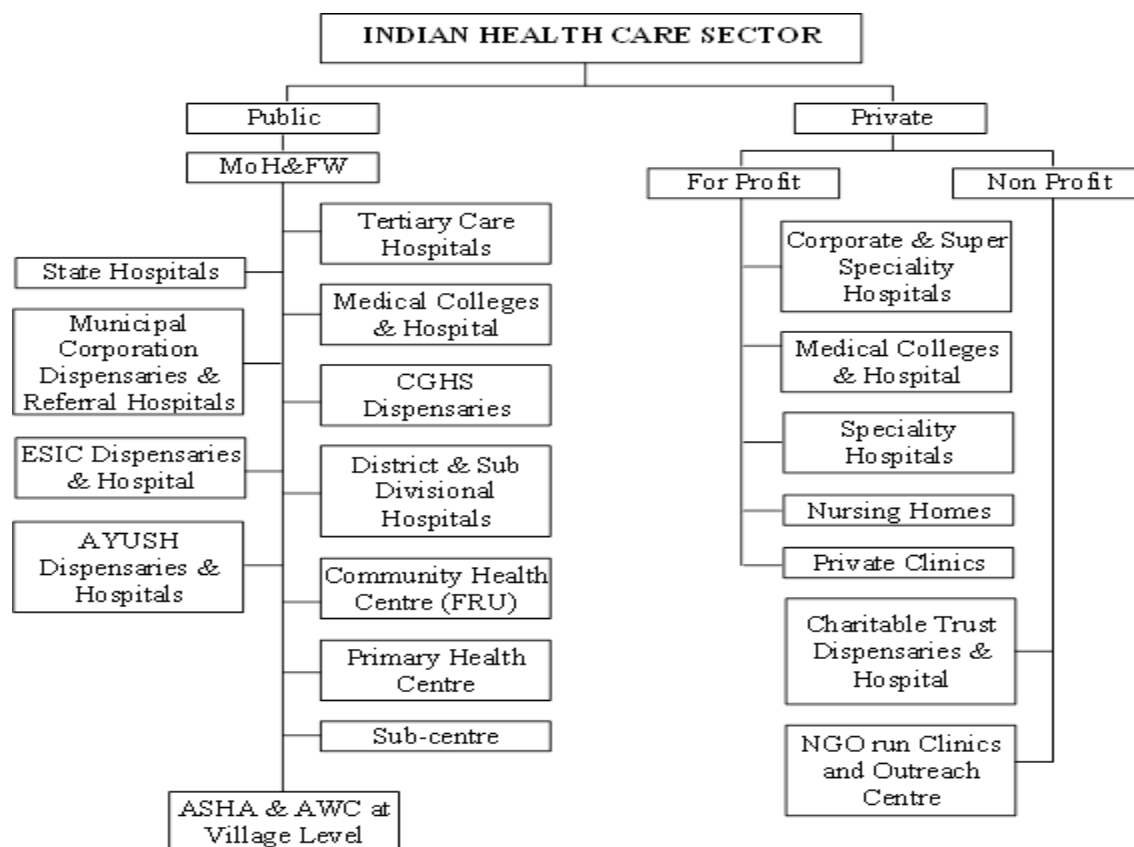 INDIAN HEALTH CARE SECTOR
Public
MoH&FW
State Hospitals
Municipal
Corporation
Dispensaries &
Referral Hospitals
ESIC Dispensaries
& Hospital
AYUSH
Dispensaries &
Hospitals
Tertiary Care
Hospitals
Medical Colleges
& Hospital
CGHS
Dispensaries
District & Sub
Divisional
Hospitals
Community Health
Centre (FRU)
Primary Health
Centre
Sub-centre
ASHA & AWC at
Village Level
Private
For Profit
Corporate & Super
Speciality
Hospitals
Medical Colleges
& Hospital
Speciality
Hospitals
Nursing Homes
Private Clinics
Non Profit
Charitable Trust
Dispensaries &
Hospital
NGO run Clinics
and Outreach
Centre